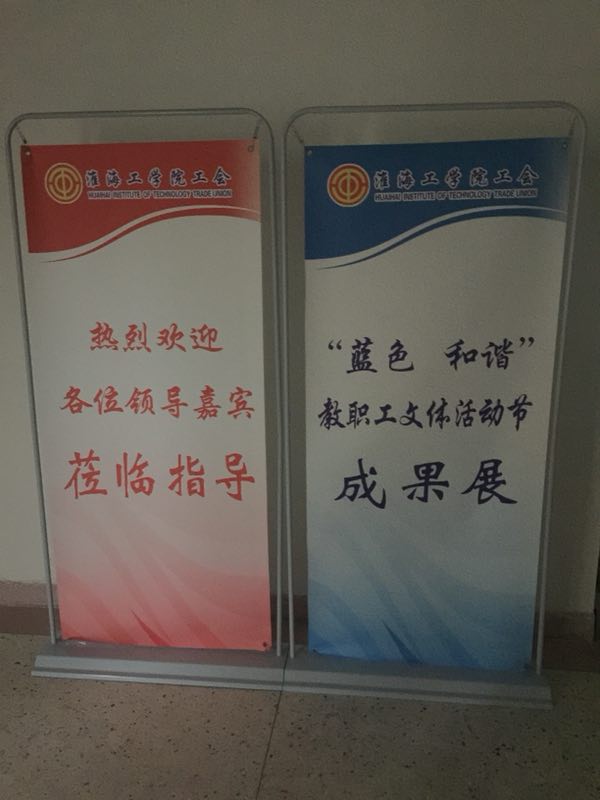 淮海工学院工会
HUAIHAI INSTITUTE OF TECHNOLOGY TRADE UNION
热烈欢迎
各位领导嘉宾
莅临指导
淮海工学院工会
HUAIHAI INSTITUTE OF TECHNOLOGY TRADE UNION
“蓝色 和谐”
教职工文体活动节
成果展